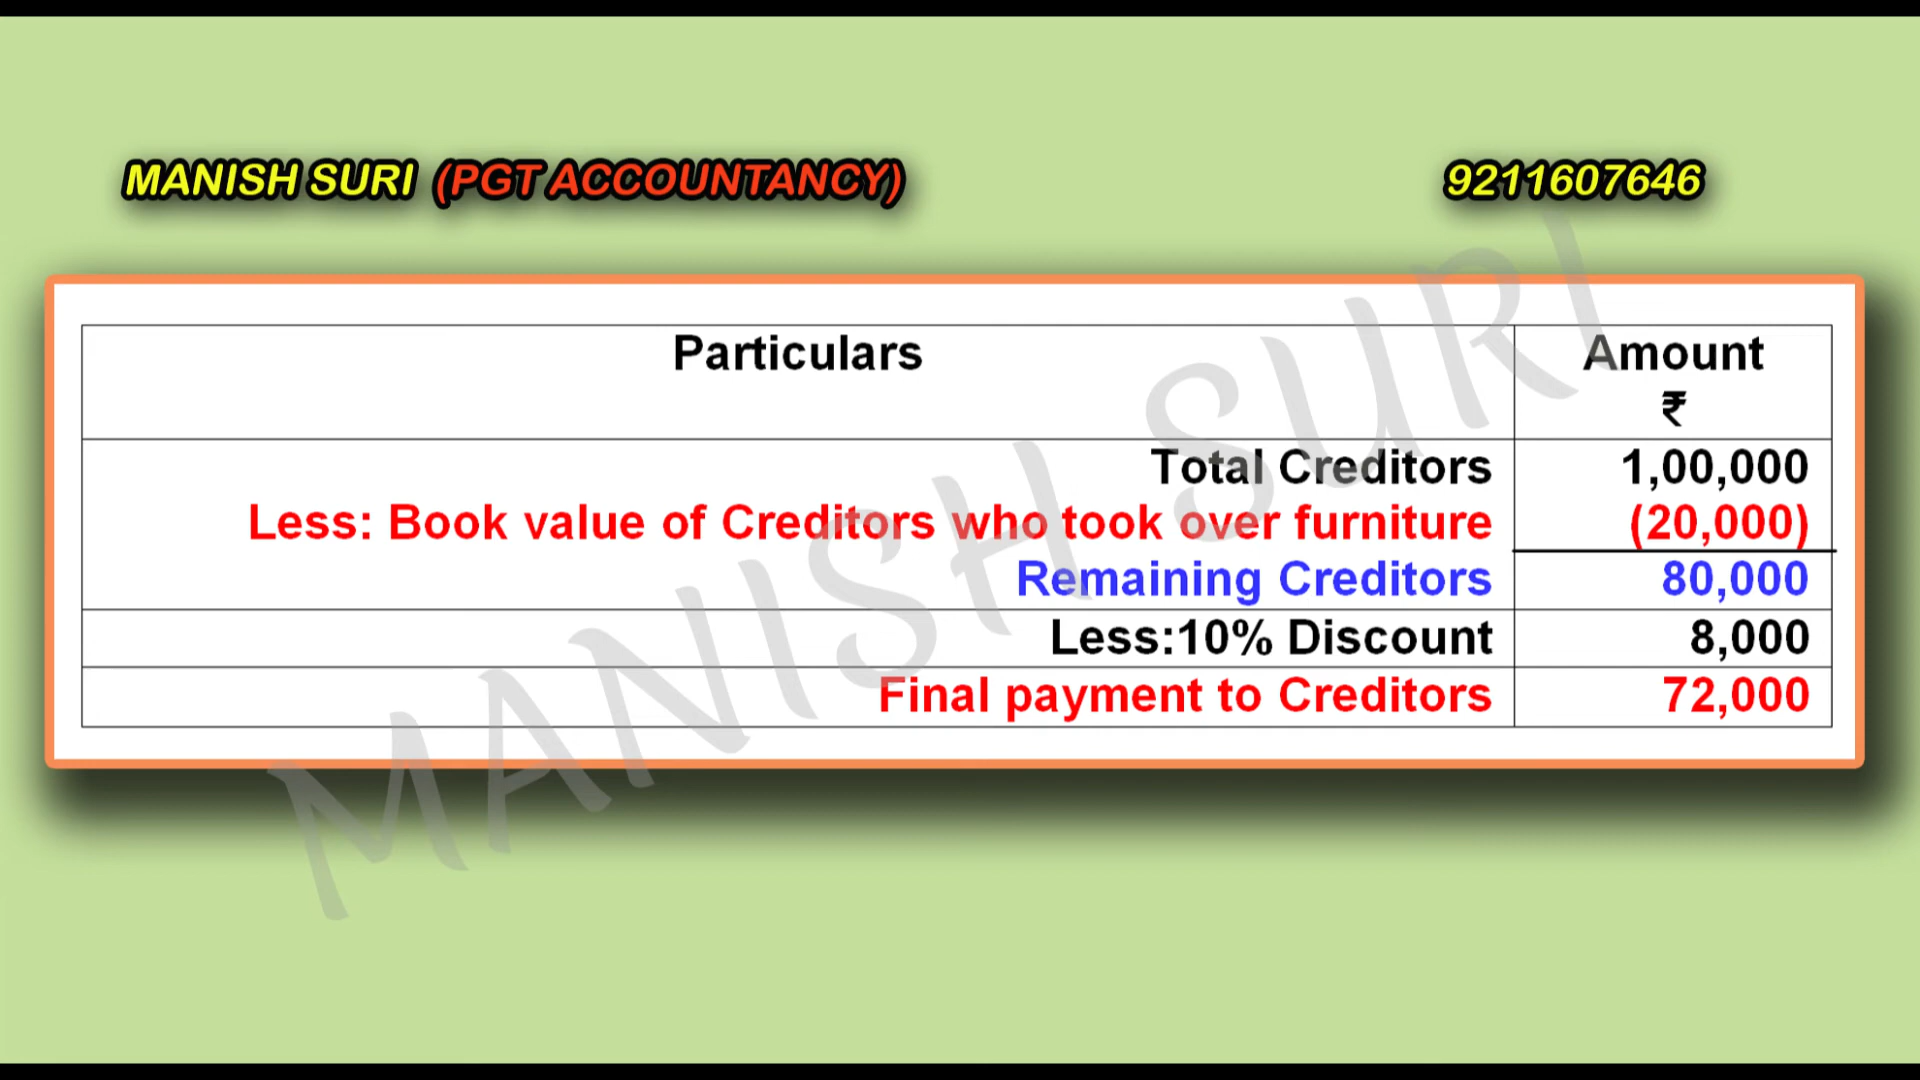 MANISH SURI (PGT ACCOUNTANCY) 9211607646
Particulars Amount
₹
Total Creditors 1,00,000
Less: Book value of Creditors who took over furniture (20,000)
Remaining Creditors 80,000
Less:10% Discount 8,000
Final payment to Creditors 72,000
MANISH SURI